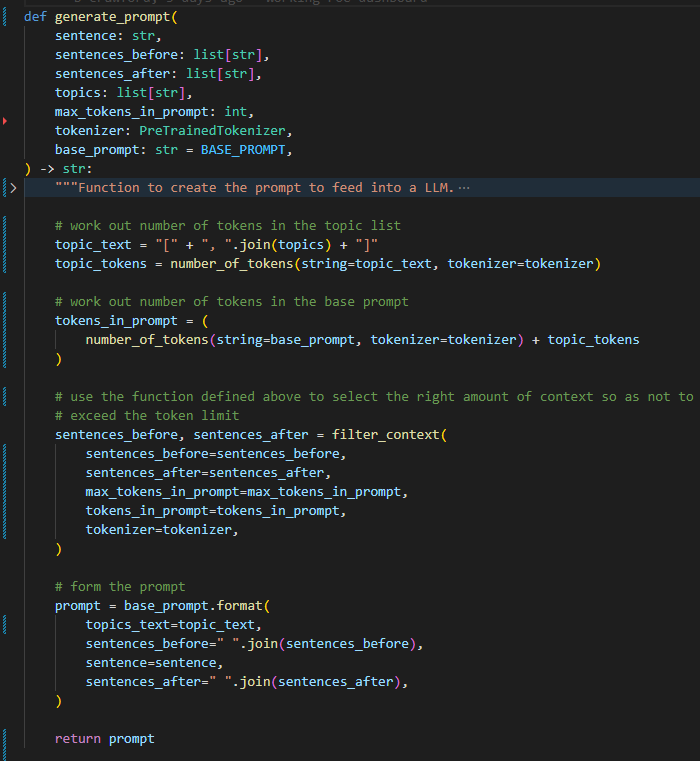 def generate_prompt(
    sentence: str,
    sentences_before: list[str],
    sentences_after: list[str],
    topics: list[str],
    max_tokens_in_prompt: int,
    tokenizer: PreTrainedTokenizer,
    base_prompt: str = BASE_PROMPT,
) -> str:
    """Function to create the prompt to feed into a LLM. ···
    # work out number of tokens in the topic list
    topic_text = "[" + ", ".join(topics) + "]"
    topic_tokens = number_of_tokens(string=topic_text, tokenizer=tokenizer)
    # work out number of tokens in the base prompt
    tokens_in_prompt = (
        number_of_tokens(string=base_prompt, tokenizer=tokenizer) + topic_tokens
    )
    # use the function defined above to select the right amount of context so as not to
    # exceed the token limit
    sentences_before, sentences_after = filter_context(
        sentences_before=sentences_before,
        sentences_after=sentences_after,
        max_tokens_in_prompt=max_tokens_in_prompt,
        tokens_in_prompt=tokens_in_prompt,
        tokenizer=tokenizer,
    )
    # form the prompt
    prompt = base_prompt.format(
        topics_text=topic_text,
        sentences_before=" ".join(sentences_before),
        sentence=sentence,
        sentences_after=" ".join(sentences_after),
    )
    return prompt